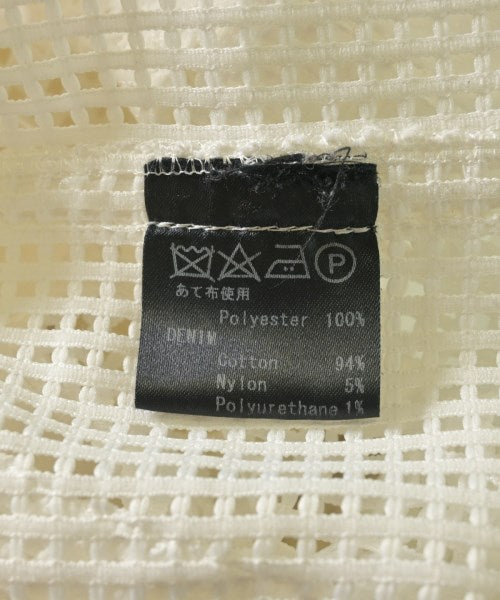 P
あて布使用
Polyester 100%
DENIM
Cotton 94%
Nylon 5%
Polyurethane 1%